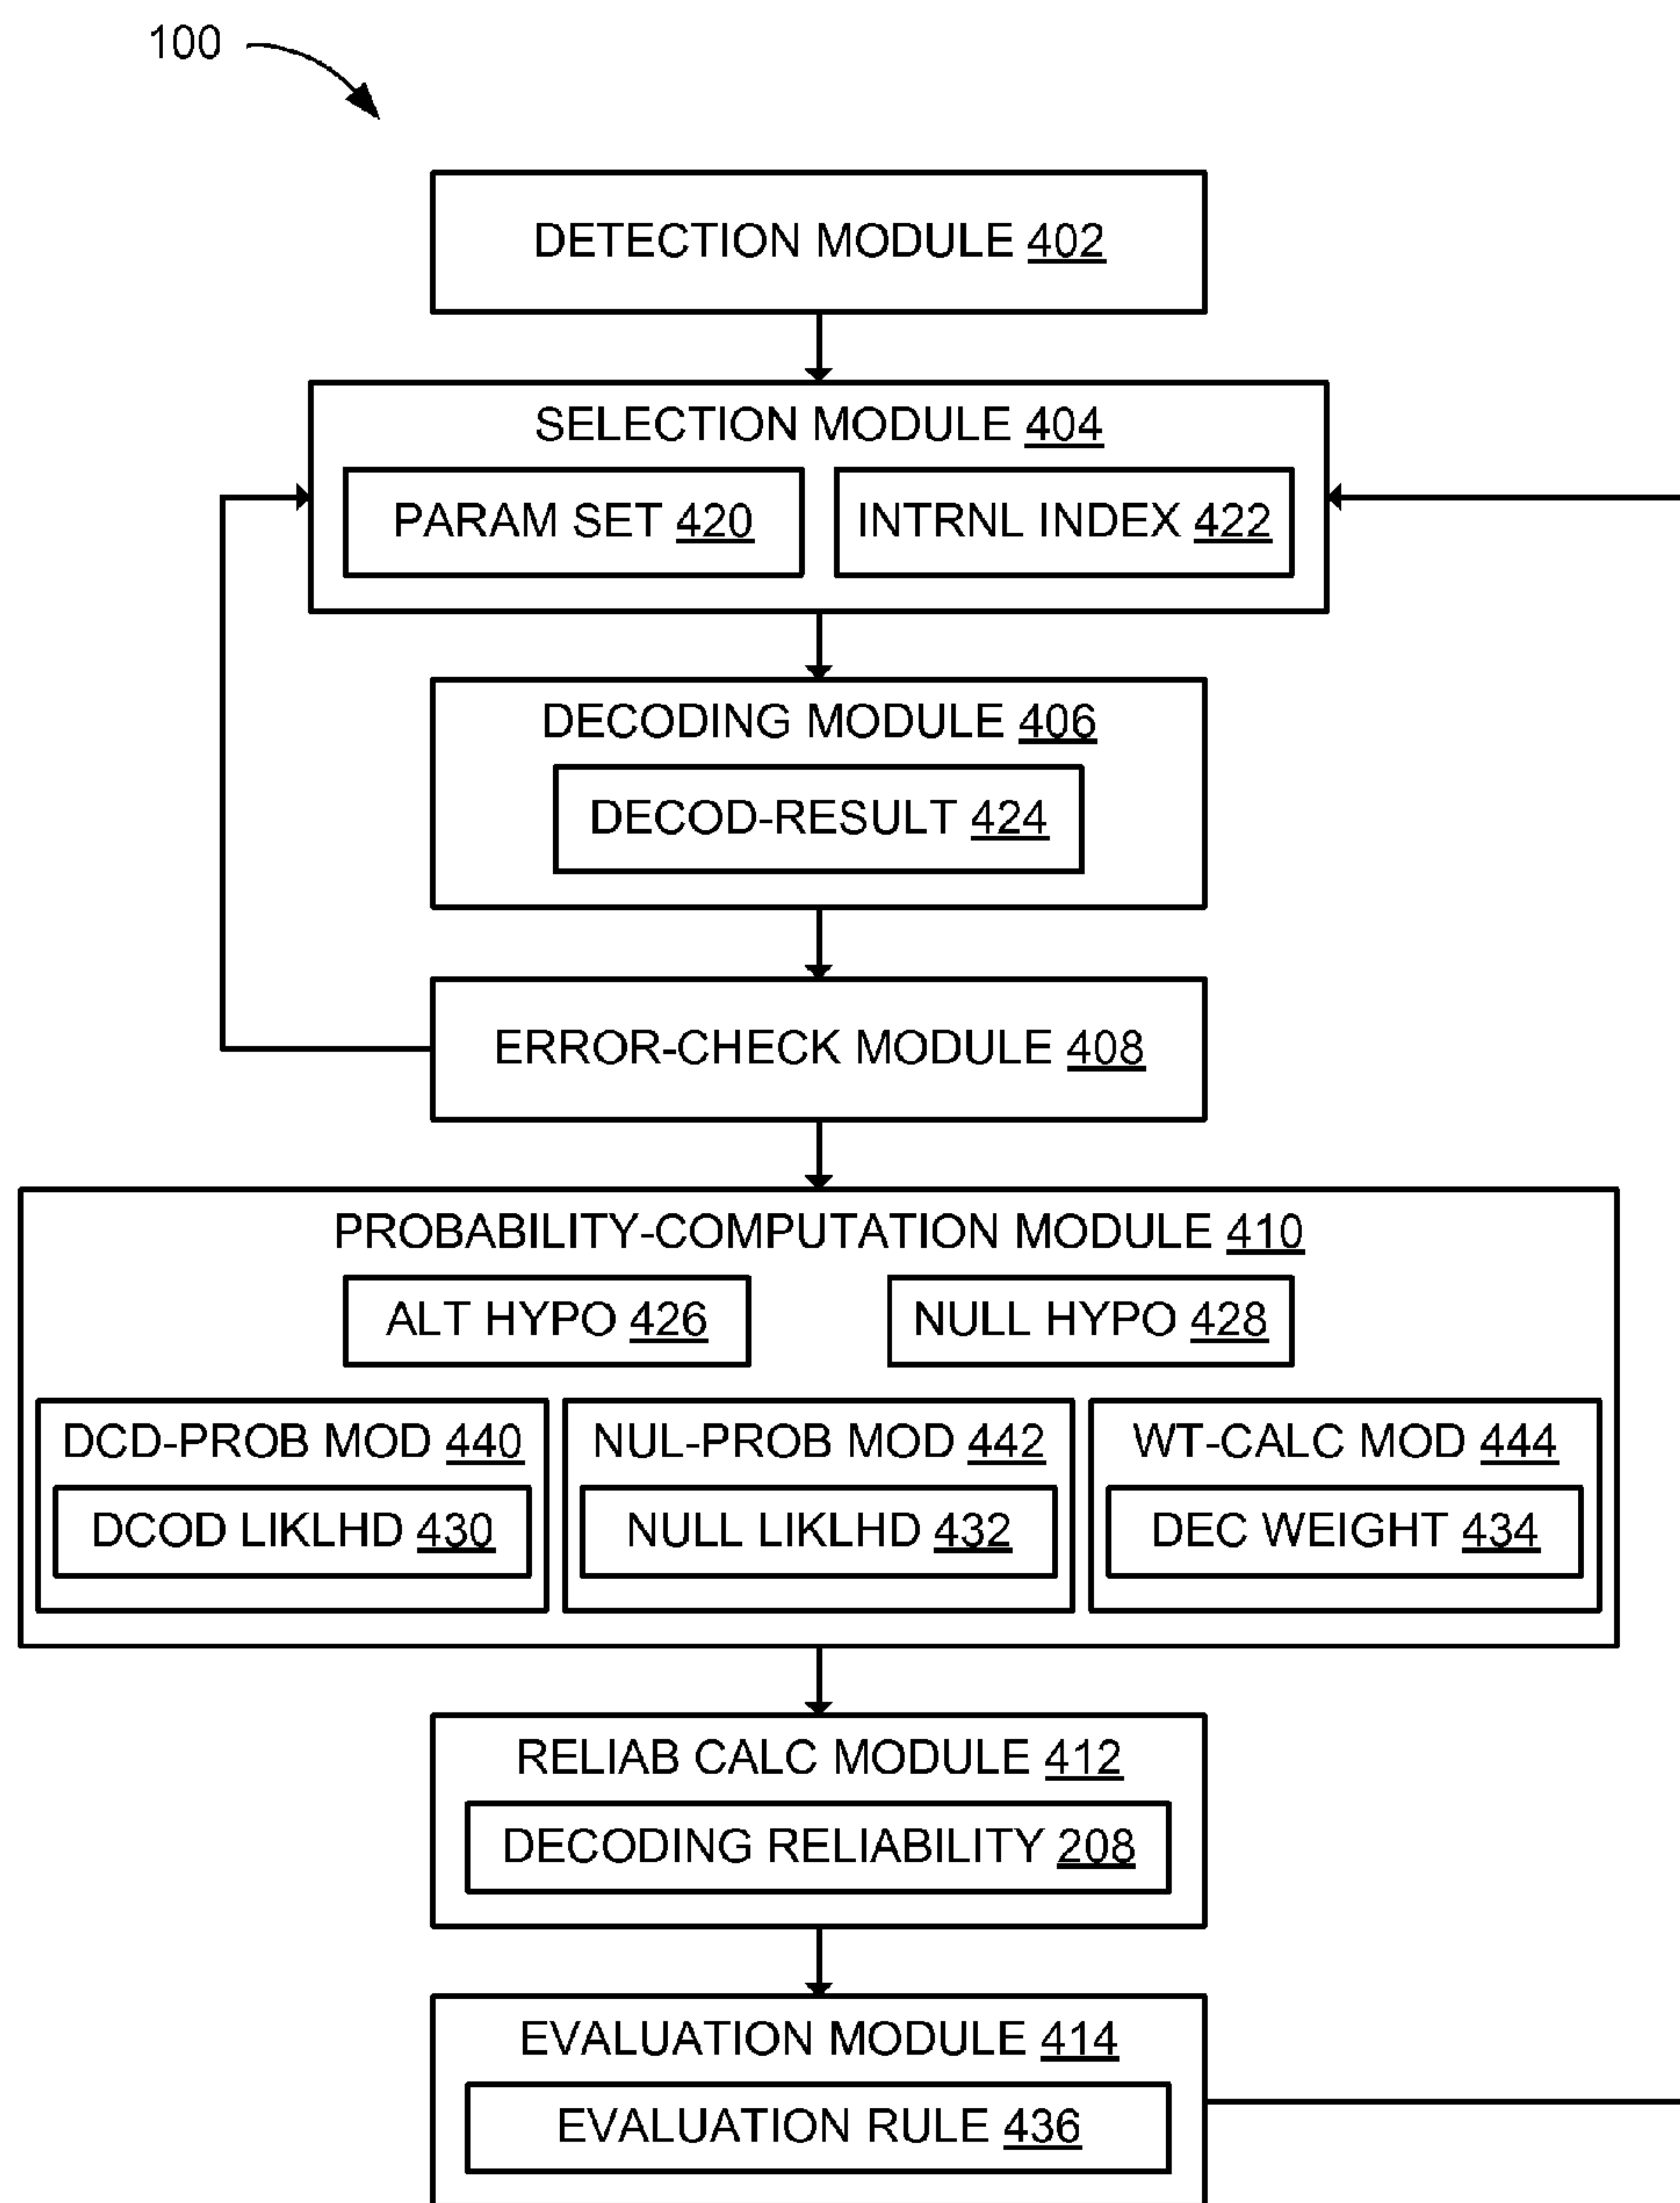 100
DETECTION MODULE 402
SELECTION MODULE 404
PARAM SET 420
INTRNL INDEX 422
DECODING MODULE 406
DECOD-RESULT 424
ERROR-CHECK MODULE 408
PROBABILITY-COMPUTATION MODULE 410
ALT HYPO 426
NULL HYPO 428
DCD-PROB MOD 440
NUL-PROB MOD 442
WT-CALC MOD 444
DCOD LIKLHD 430
NULL LIKLHD 432
DEC WEIGHT 434
RELIAB CALC MODULE 412
DECODING RELIABILITY 208
EVALUATION MODULE 414
EVALUATION RULE 436